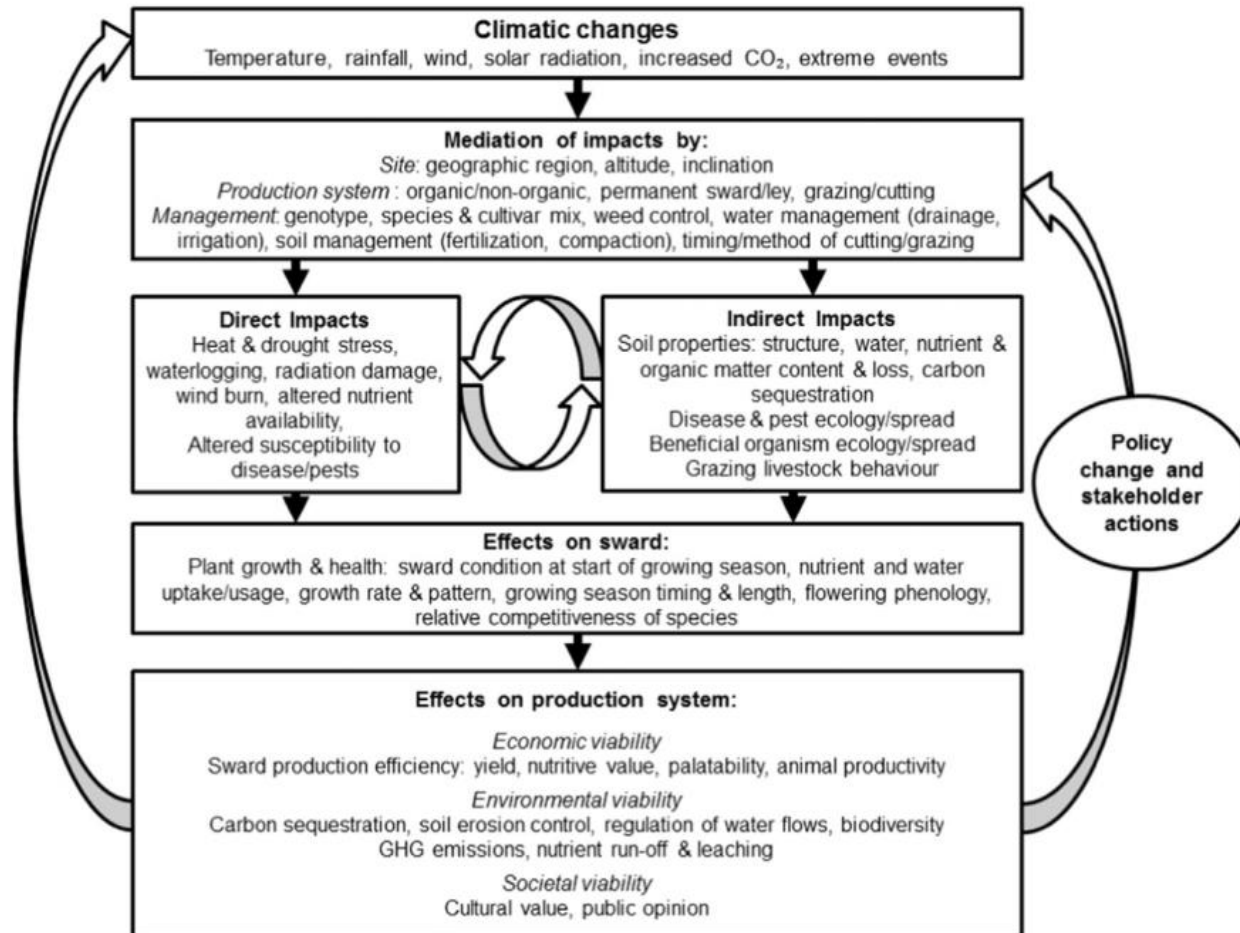 Climatic changes
Temperature, rainfall, wind, solar radiation, increased CO₂, extreme events
Mediation of impacts by:
Site: geographic region, altitude, inclination
Production system : organic/non-organic, permanent sward/ley, grazing/cutting
Management: genotype, species & cultivar mix, weed control, water management (drainage,
irrigation), soil management (fertilization, compaction), timing/method of cutting/grazing
Direct Impacts
Heat & drought stress,
waterlogging, radiation damage,
wind burn, altered nutrient
availability,
Altered susceptibility to
disease/pests
Indirect Impacts
Soil properties: structure, water, nutrient &
organic matter content & loss, carbon
sequestration
Disease & pest ecology/spread
Beneficial organism ecology/spread
Grazing livestock behaviour
Policy
change and
stakeholder
actions
Effects on sward:
Plant growth & health: sward condition at start of growing season, nutrient and water
uptake/usage, growth rate & pattern, growing season timing & length, flowering phenology,
relative competitiveness of species
Effects on production system:
Economic viability
Sward production efficiency: yield, nutritive value, palatability, animal productivity
Environmental viability
Carbon sequestration, soil erosion control, regulation of water flows, biodiversity
GHG emissions, nutrient run-off & leaching
Societal viability
Cultural value, public opinion